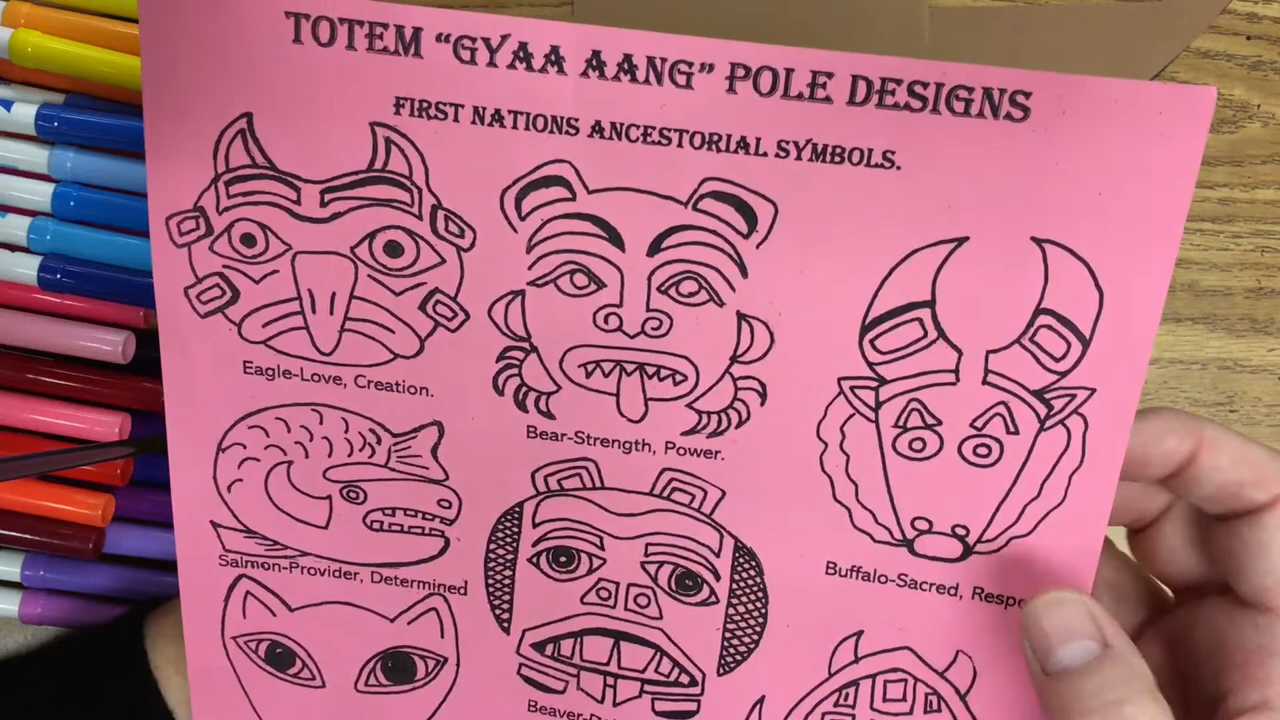 TOTEM “GYAA AANG” POLE DESIGNS
FIRST NATIONS ANCESTORIAL SYMBOLS.
Eagle-Love, Creation.
Bear-Strength, Power.
Salmon-Provider, Determined
Buffalo-Sacred,
Beaver-